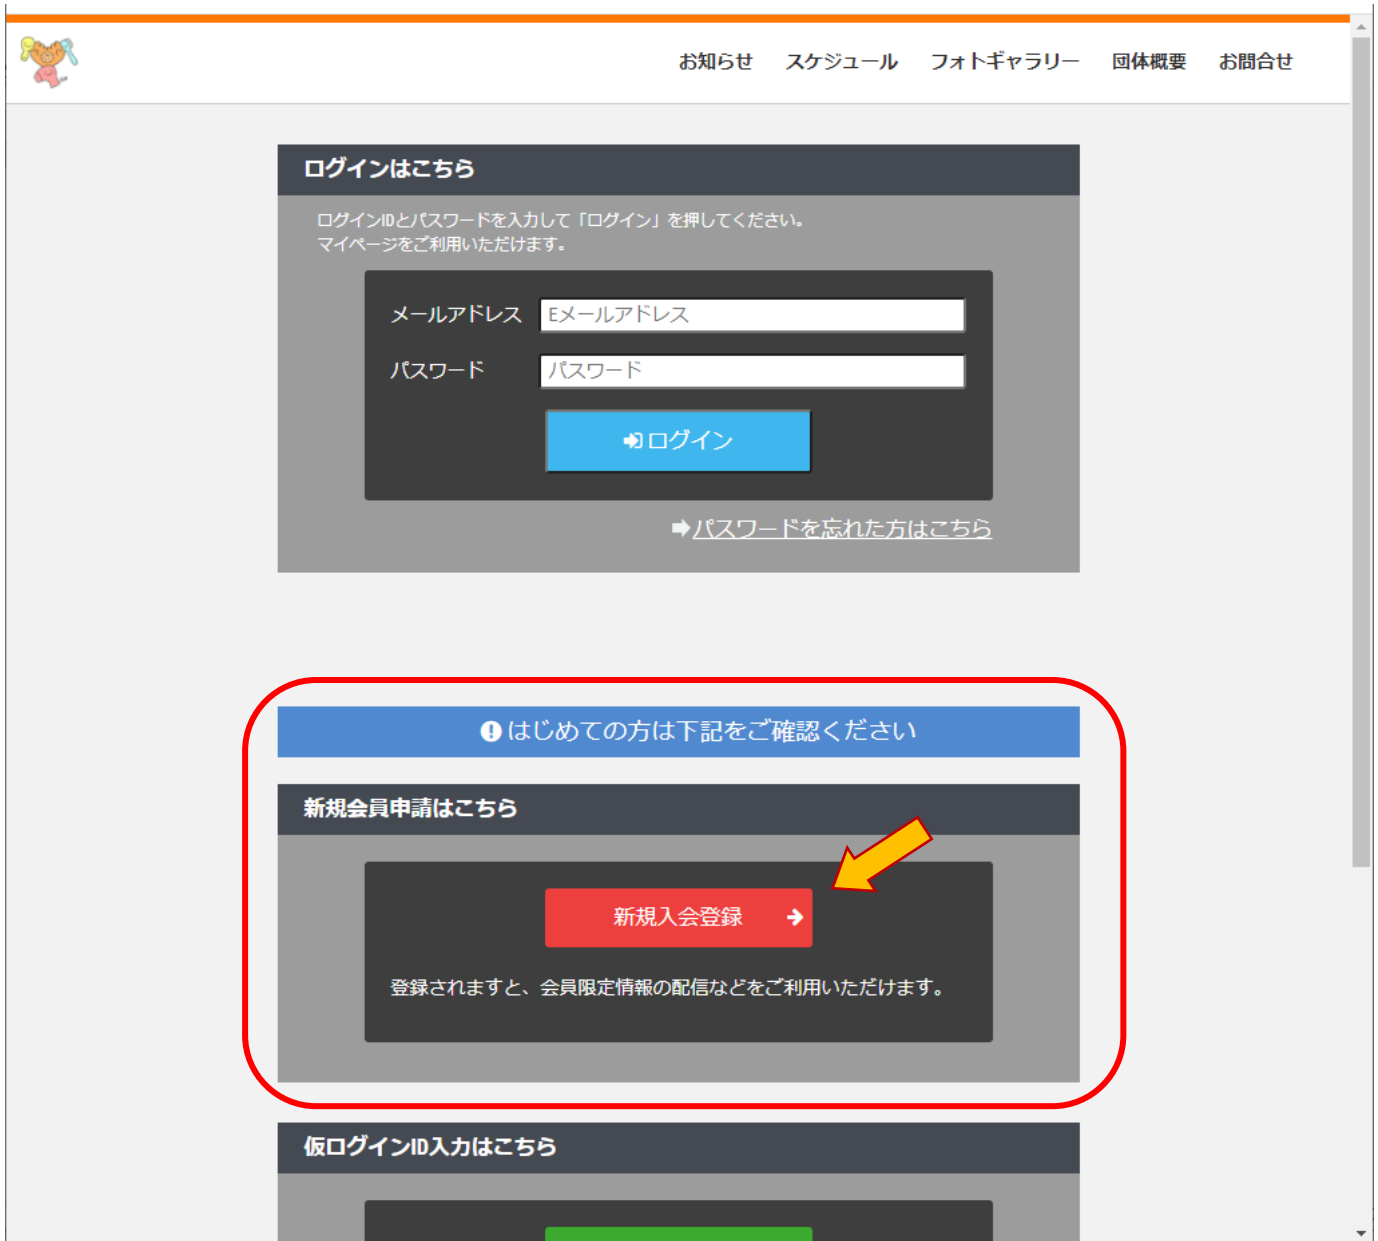 お知らせ スケジュール フォトギャラリー 団体概要 お問合せ
ログインはこちら
ログインIDとパスワードを入力して「ログイン」を押してください。
マイページをご利用いただけます。
メールアドレス Eメールアドレス
パスワード パスワード
ログイン
パスワードを忘れた方はこちら
はじめての方は下記をご確認ください
新規会員申請はこちら
新規入会登録
登録されますと、会員限定情報の配信などをご利用いただけます。
仮ログインID入力はこちら